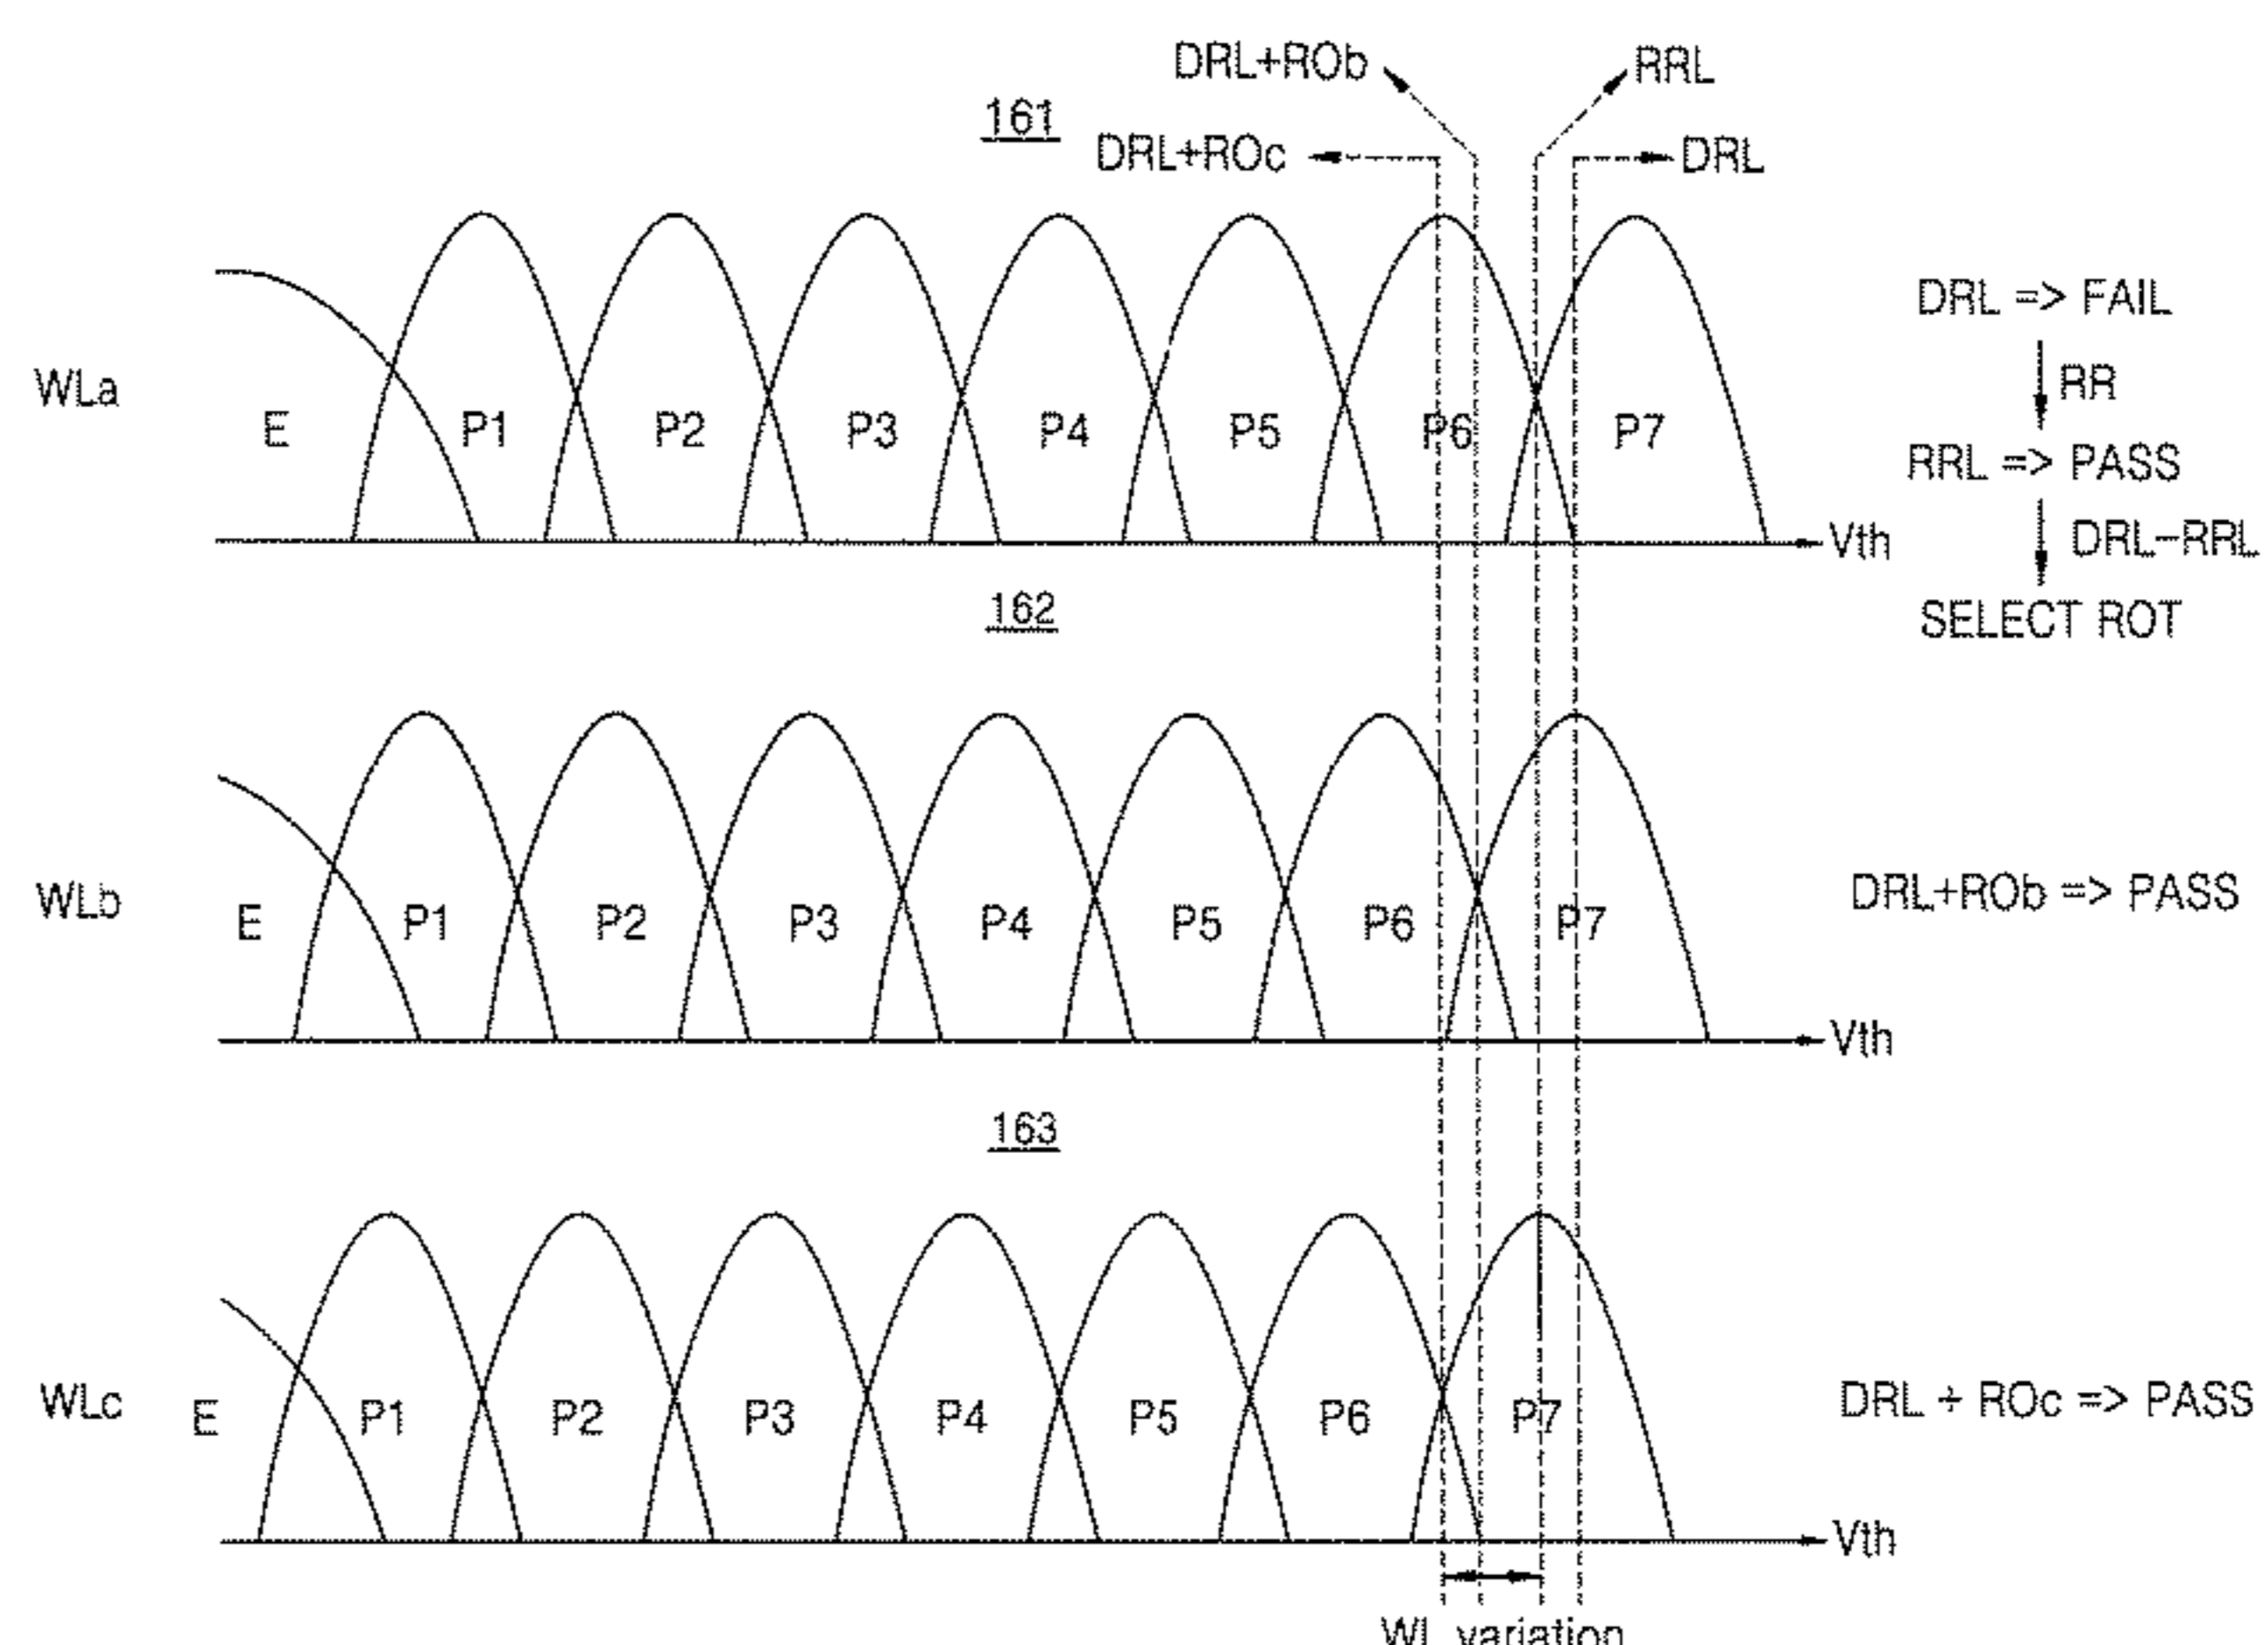 DRL+ROb
RRL
161
DRL+ROc
DRL
WLa
E
P1
P2
P3
P4
P5
P6
P7
Vth
DRL => FAIL
RR
RRL => PASS
DRL-RRL
SELECT ROT
162
WLb
E
P1
P2
P3
P4
P5
P6
P7
Vth
DRL+ROb => PASS
163
WLc
E
P1
P2
P3
P4
P5
P6
P7
Vth
DRL + ROc => PASS
WL variation